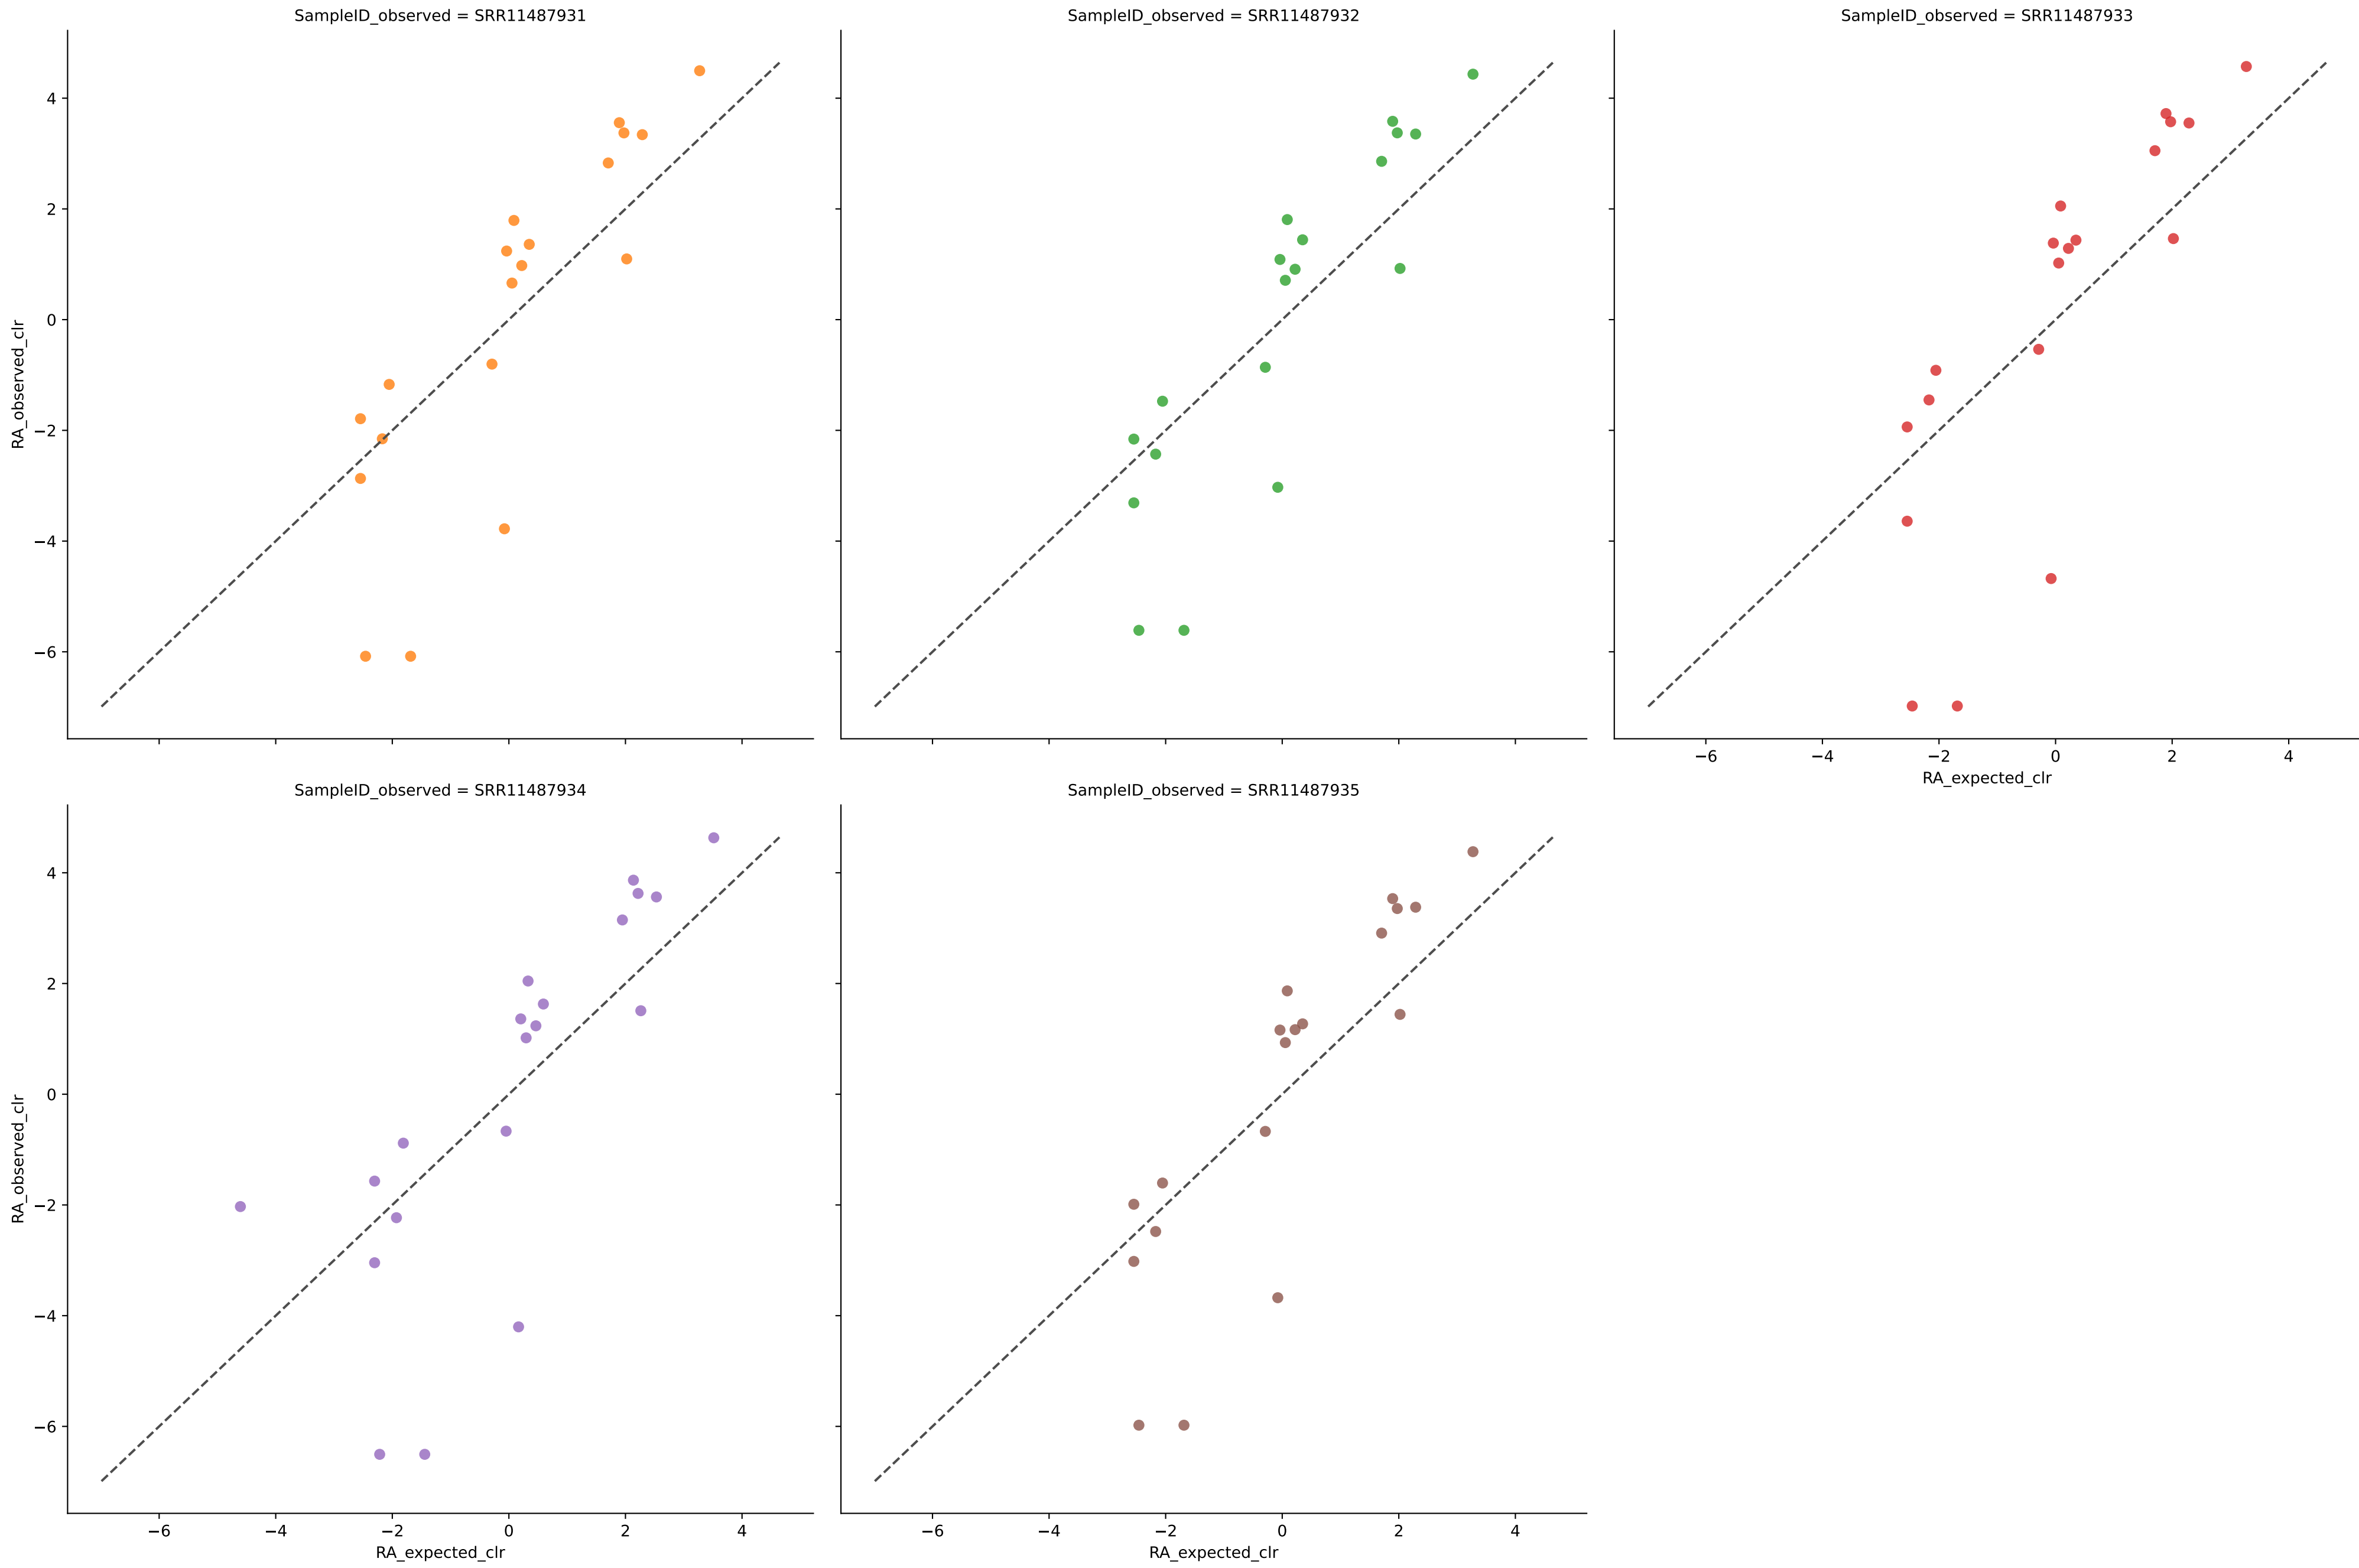 SampleID_observed = SRR11487931
SampleID_observed = SRR11487932
SampleID_observed = SRR11487933
4
2
0
−2
−4
−6
RA_observed_clr
−6 −4 −2 0 2 4
RA_expected_clr
SampleID_observed = SRR11487934
SampleID_observed = SRR11487935
4
2
0
−2
−4
−6
RA_observed_clr
−6 −4 −2 0 2 4
−6 −4 −2 0 2 4
RA_expected_clr
RA_expected_clr